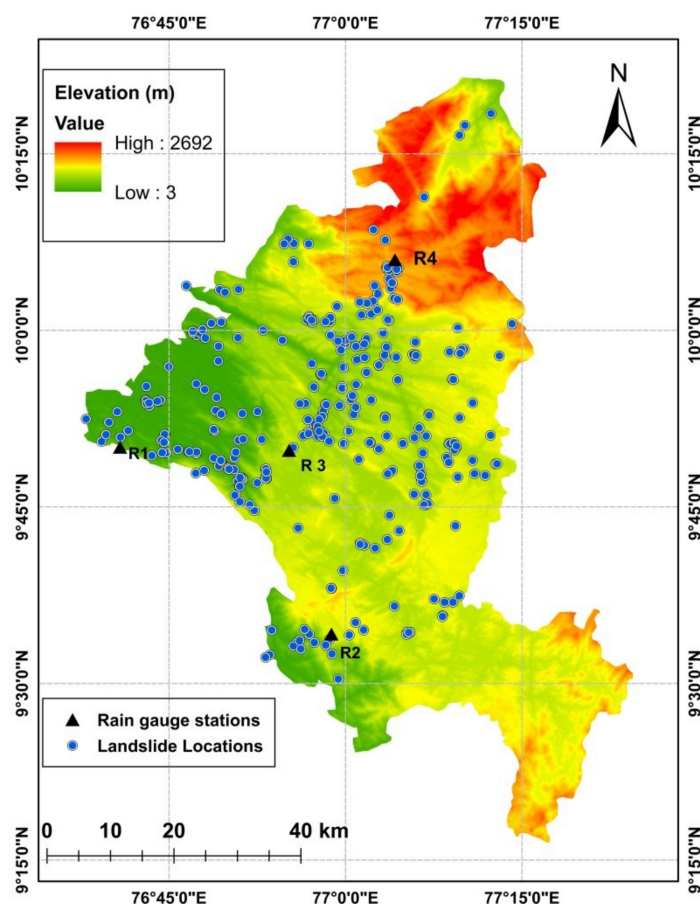 76°45'0"E 77°0'0"E 77°15'0"E
N
Elevation (m)
Value
High : 2692
Low : 3
10°15'0"N 10°15'0"N
R4
10°0'0"N 10°0'0"N
R1
R 3
9°45'0"N 9°45'0"N
R2
9°30'0"N 9°30'0"N
Rain gauge stations
Landslide Locations
0 10 20 40 km
9°15'0"N 9°15'0"N
76°45'0"E 77°0'0"E 77°15'0"E